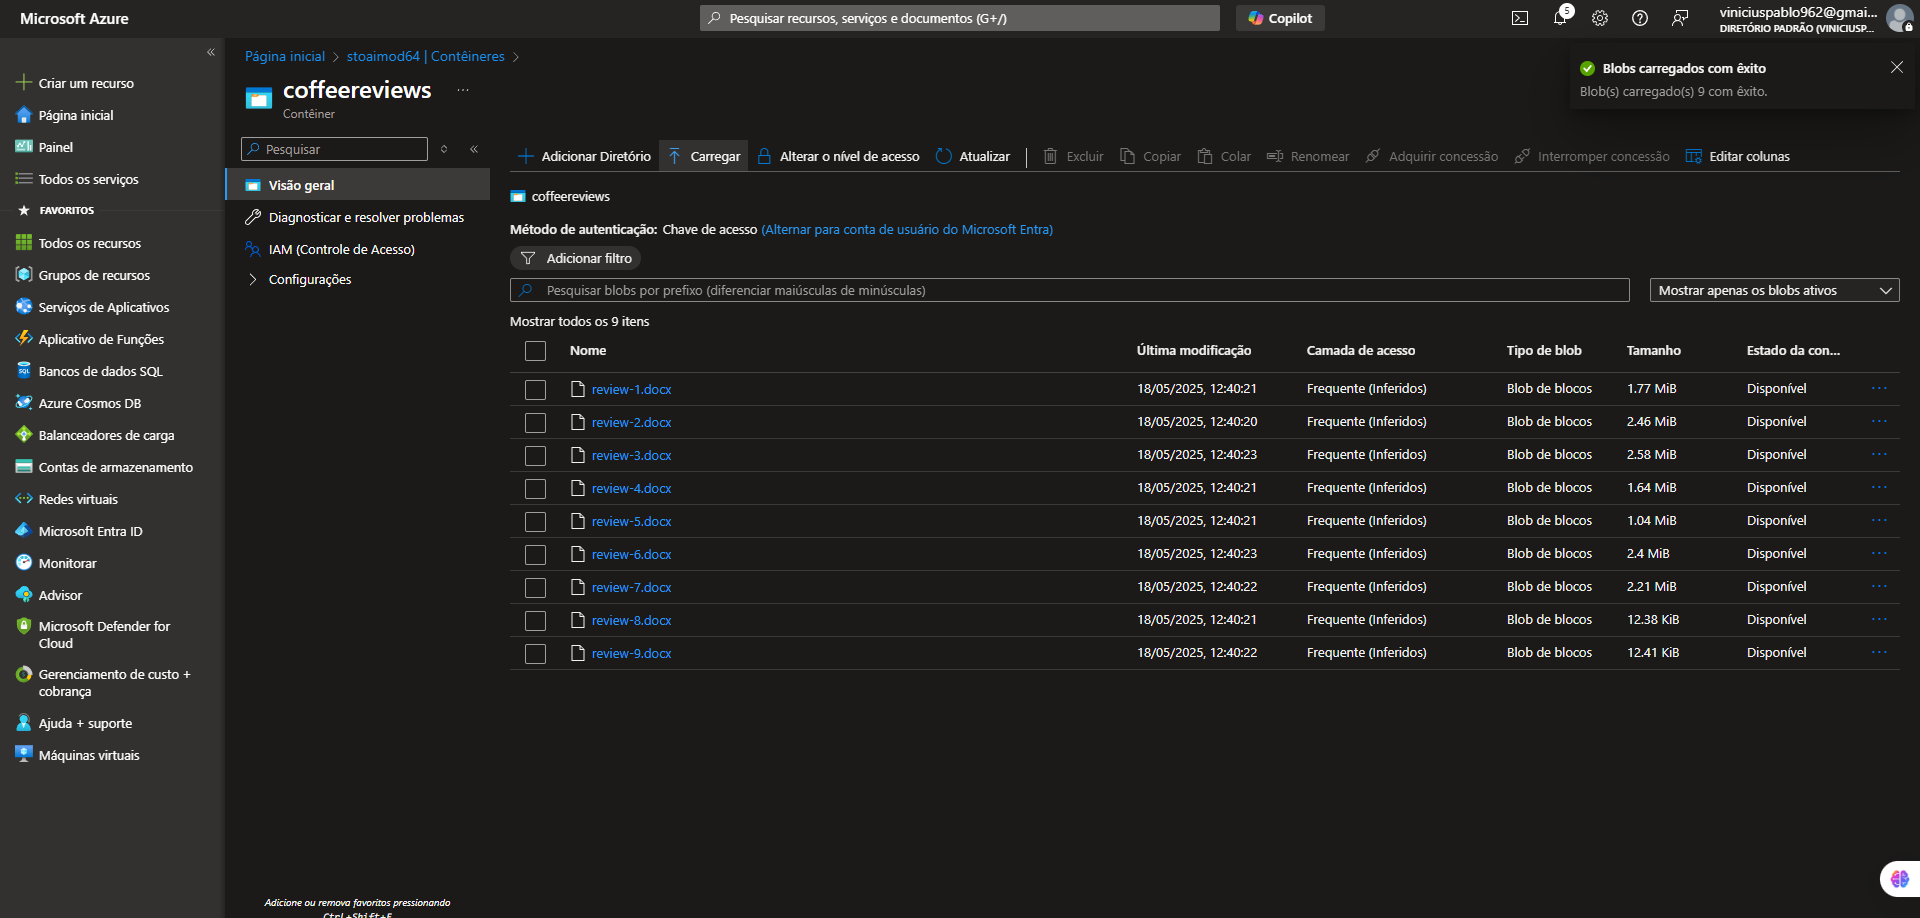 Microsoft Azure
Pesquisar recursos, serviços e documentos (G+/)
Copilot
5
viniciuspablo962@gmai...
DIRETÓRIO PADRÃO (VINICIUSP...
Criar um recurso
Página inicial
Painel
Todos os serviços
FAVORITOS
Todos os recursos
Grupos de recursos
Serviços de Aplicativos
Aplicativo de Funções
Bancos de dados SQL
Azure Cosmos DB
Balanceadores de carga
Contas de armazenamento
Redes virtuais
Microsoft Entra ID
Monitorar
Advisor
Microsoft Defender for
Cloud
Gerenciamento de custo +
cobrança
Ajuda + suporte
Máquinas virtuais
Página inicial > stoaimod64 | Contêineres >
coffeereviews ...
Contêiner
Blobs carregados com êxito
Blob(s) carregado(s) 9 com êxito.
Pesquisar
Visão geral
Diagnosticar e resolver problemas
IAM (Controle de Acesso)
Configurações
Adicione ou remova favoritos pressionando
Ctrl+Shift+F
Adicionar Diretório Carregar Alterar o nível de acesso Atualizar Excluir Copiar Colar Renomear Adquirir concessão Interromper concessão Editar colunas
coffeereviews
Método de autenticação: Chave de acesso (Alternar para conta de usuário do Microsoft Entra)
Adicionar filtro
Pesquisar blobs por prefixo (diferenciar maiúsculas de minúsculas)
Mostrar apenas os blobs ativos
Mostrar todos os 9 itens
Nome Última modificação Camada de acesso Tipo de blob Tamanho Estado da con...
review-1.docx 18/05/2025, 12:40:21 Frequente (Inferidos) Blob de blocos 1.77 MiB Disponível ...
review-2.docx 18/05/2025, 12:40:20 Frequente (Inferidos) Blob de blocos 2.46 MiB Disponível ...
review-3.docx 18/05/2025, 12:40:23 Frequente (Inferidos) Blob de blocos 2.58 MiB Disponível ...
review-4.docx 18/05/2025, 12:40:21 Frequente (Inferidos) Blob de blocos 1.64 MiB Disponível ...
review-5.docx 18/05/2025, 12:40:21 Frequente (Inferidos) Blob de blocos 1.04 MiB Disponível ...
review-6.docx 18/05/2025, 12:40:23 Frequente (Inferidos) Blob de blocos 2.4 MiB Disponível ...
review-7.docx 18/05/2025, 12:40:22 Frequente (Inferidos) Blob de blocos 2.21 MiB Disponível ...
review-8.docx 18/05/2025, 12:40:21 Frequente (Inferidos) Blob de blocos 12.38 KiB Disponível ...
review-9.docx 18/05/2025, 12:40:22 Frequente (Inferidos) Blob de blocos 12.41 KiB Disponível ...